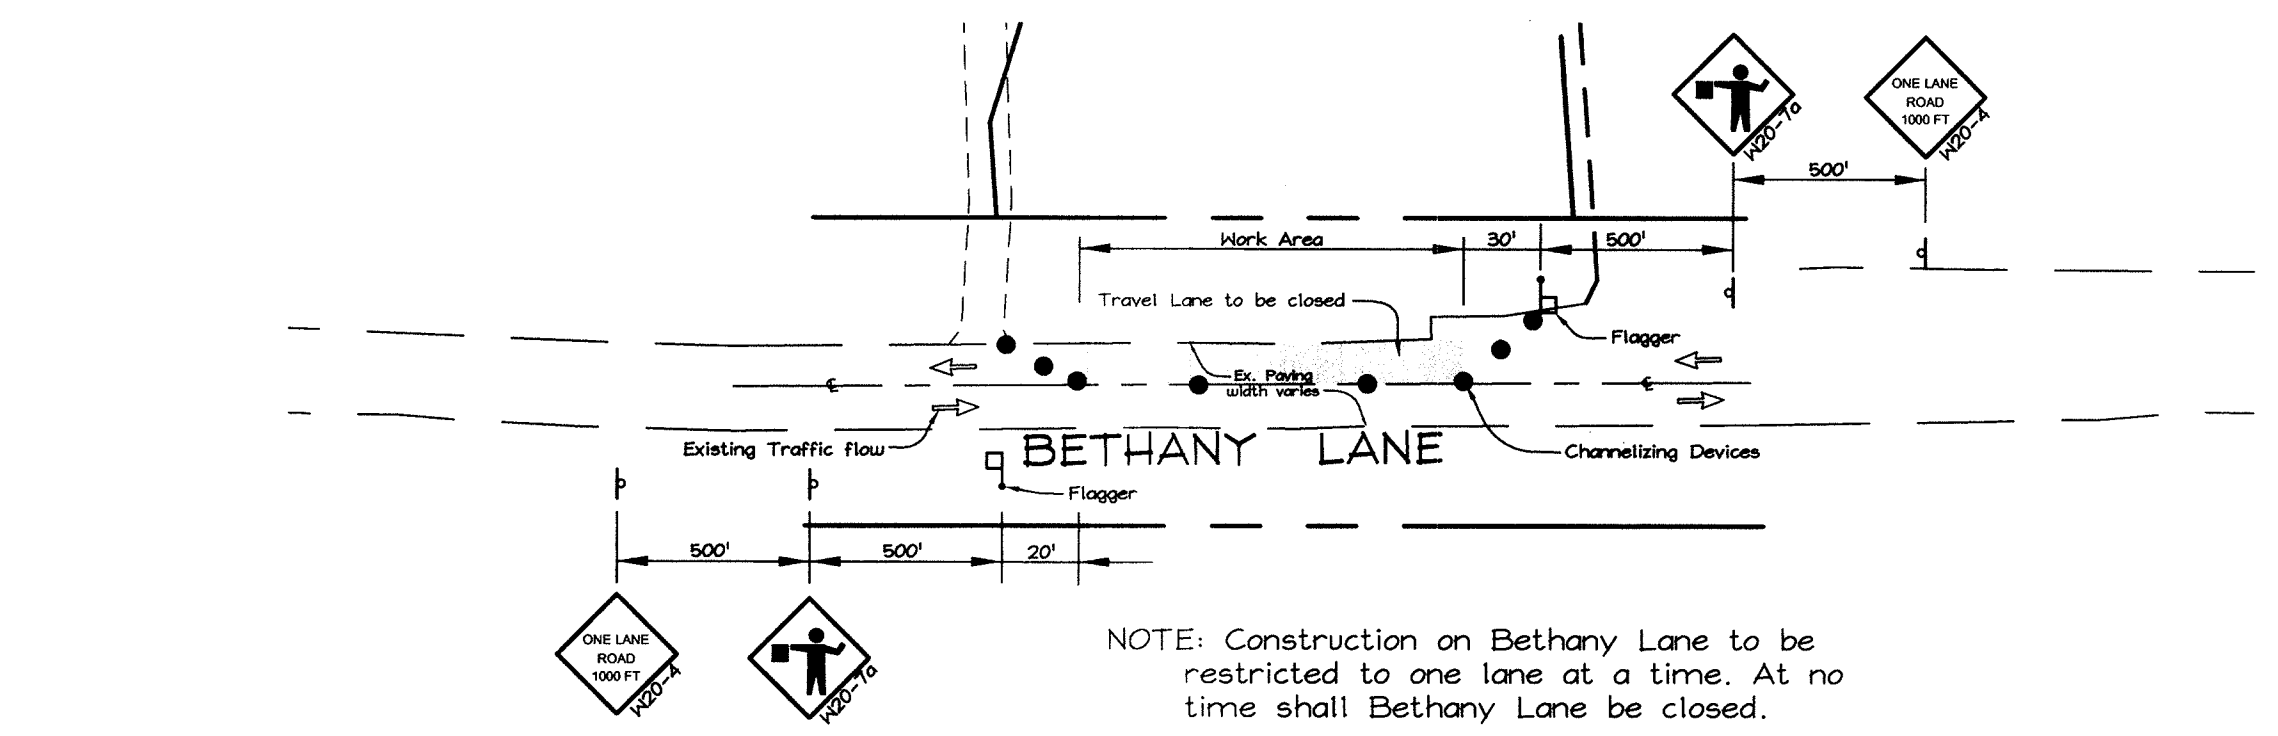 ONE LANE
ROAD
1000 FT
W20-7a
W20-4
500'
Work Area
30'
500'
Travel Lane to be closed
Flagger
℄
Ex. Paving
width varies
℄
Existing Traffic flow
BETHANY LANE
Channelizing Devices
Flagger
500'
500'
20'
ONE LANE
ROAD
1000 FT
W20-4
W20-7a
NOTE: Construction on Bethany Lane to be
restricted to one lane at a time. At no
time shall Bethany Lane be closed.